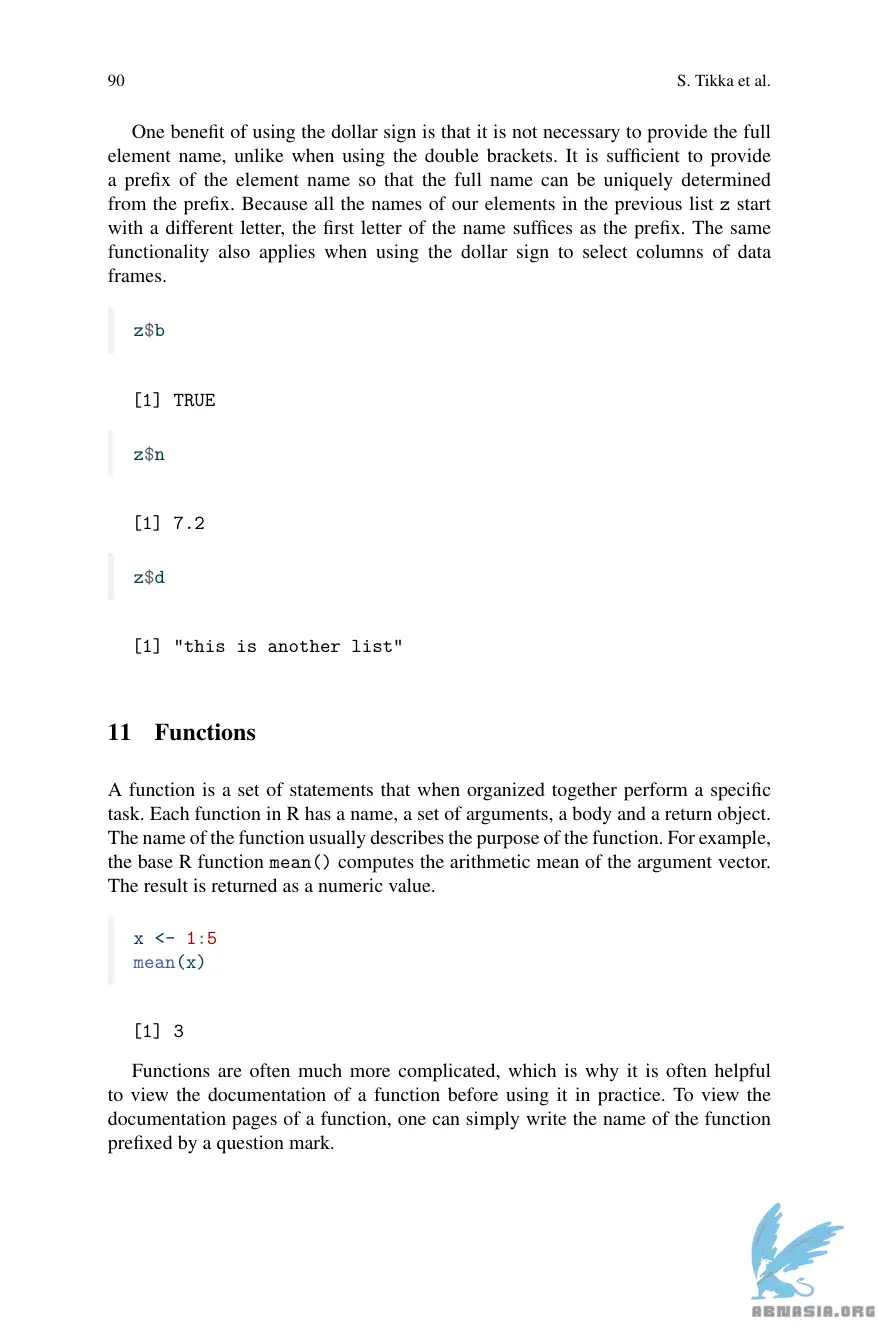 90
S. Tikka et al.
One benefit of using the dollar sign is that it is not necessary to provide the full
element name, unlike when using the double brackets. It is sufficient to provide
a prefix of the element name so that the full name can be uniquely determined
from the prefix. Because all the names of our elements in the previous list z start
with a different letter, the first letter of the name suffices as the prefix. The same
functionality also applies when using the dollar sign to select columns of data
frames.
z$b
[1] TRUE
z$n
[1] 7.2
z$d
[1] "this is another list"
11 Functions
A function is a set of statements that when organized together perform a specific
task. Each function in R has a name, a set of arguments, a body and a return object.
The name of the function usually describes the purpose of the function. For example,
the base R function mean() computes the arithmetic mean of the argument vector.
The result is returned as a numeric value.
x <- 1:5
mean(x)
[1] 3
Functions are often much more complicated, which is why it is often helpful
to view the documentation of a function before using it in practice. To view the
documentation pages of a function, one can simply write the name of the function
prefixed by a question mark.
ABNASIA.ORG